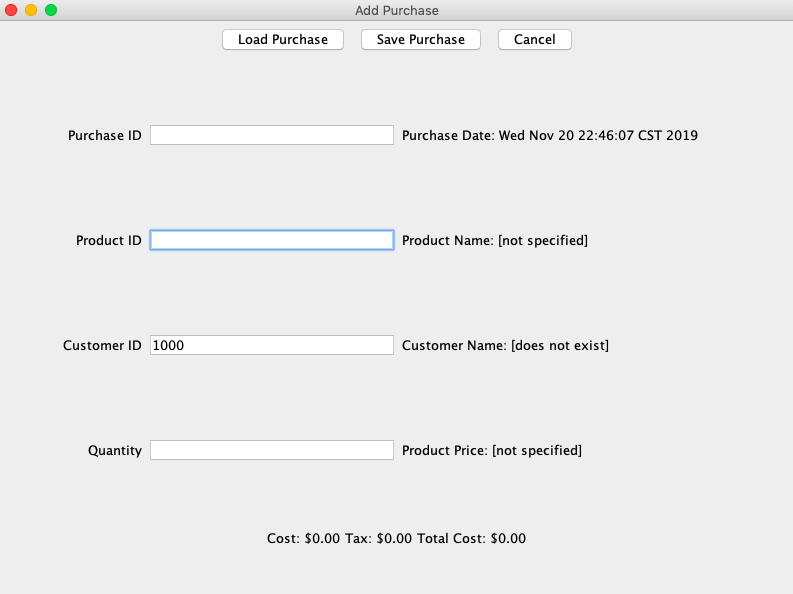 Add Purchase
Load Purchase Save Purchase Cancel
Purchase ID Purchase Date: Wed Nov 20 22:46:07 CST 2019
Product ID Product Name: [not specified]
Customer ID 1000 Customer Name: [does not exist]
Quantity Product Price: [not specified]
Cost: $0.00 Tax: $0.00 Total Cost: $0.00